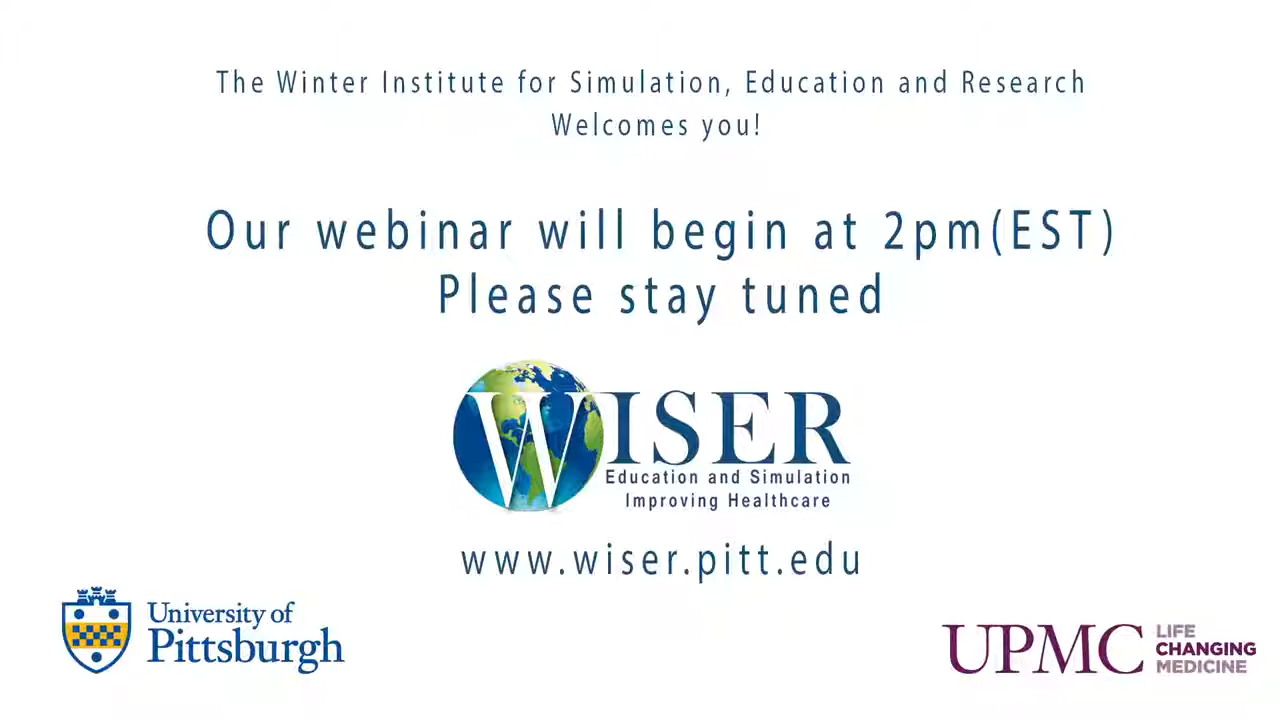 The Winter Institute for Simulation, Education and Research
Welcomes you!
Our webinar will begin at 2pm(EST)
Please stay tuned
WISER
Education and Simulation
Improving Healthcare
www.wiser.pitt.edu
University of
Pittsburgh
UPMC
LIFE
CHANGING
MEDICINE